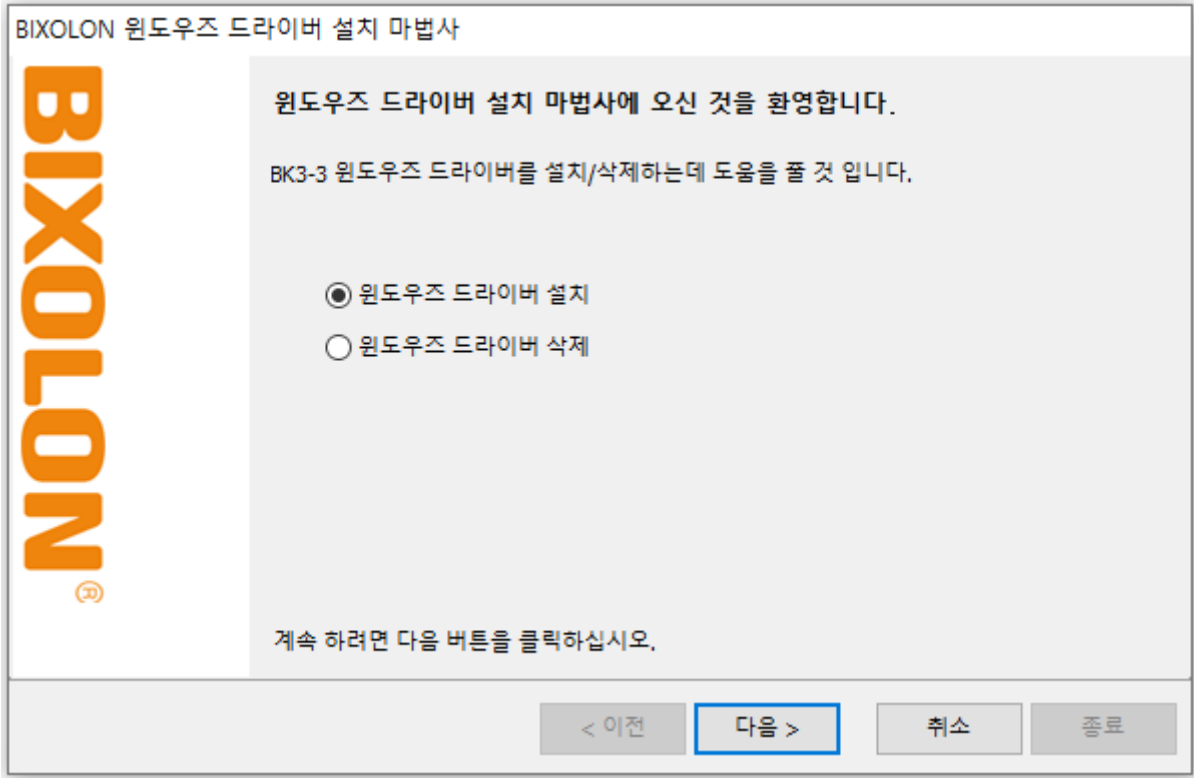 BIXOLON 윈도우즈 드라이버 설치 마법사
BIXOLON®
윈도우즈 드라이버 설치 마법사에 오신 것을 환영합니다.
BK3-3 윈도우즈 드라이버를 설치/삭제하는데 도움을 줄 것 입니다.
윈도우즈 드라이버 설치
윈도우즈 드라이버 삭제
계속 하려면 다음 버튼을 클릭하십시오.
< 이전
다음 >
취소
종료